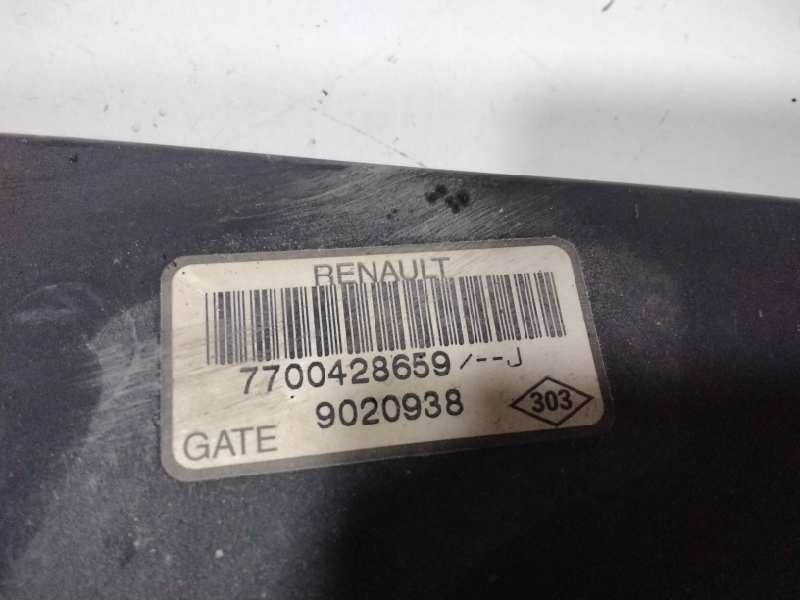 RENAULT
7700428659/--J
9020938
303
GATE